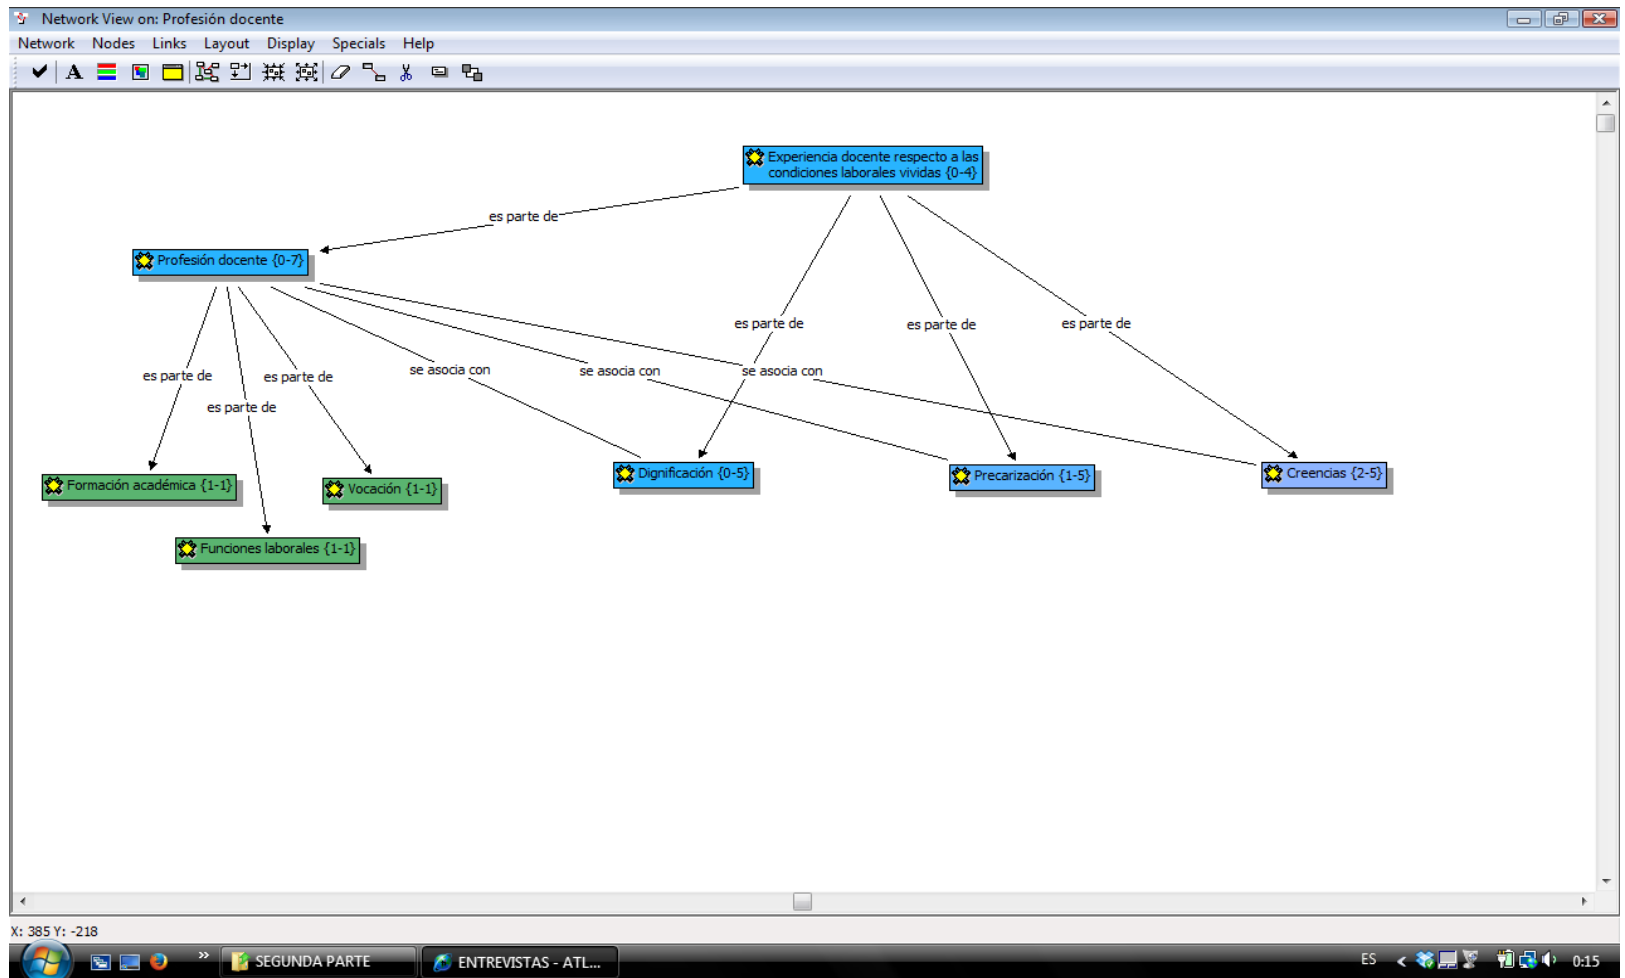 Network View on: Profesión docente
Network Nodes Links Layout Display Specials Help
A
Experiencia docente respecto a las
condiciones laborales vividas {0-4}
es parte de
Profesión docente {0-7}
es parte de
es parte de
es parte de
se asocia con
se asocia con
se asocia con
es parte de
es parte de
es parte de
Dignificación {0-5}
Precarización {1-5}
Creencias {2-5}
Formación académica {1-1}
Vocación {1-1}
Funciones laborales {1-1}
X: 385 Y: -218
SEGUNDA PARTE
ENTREVISTAS - ATL...
ES
0:15